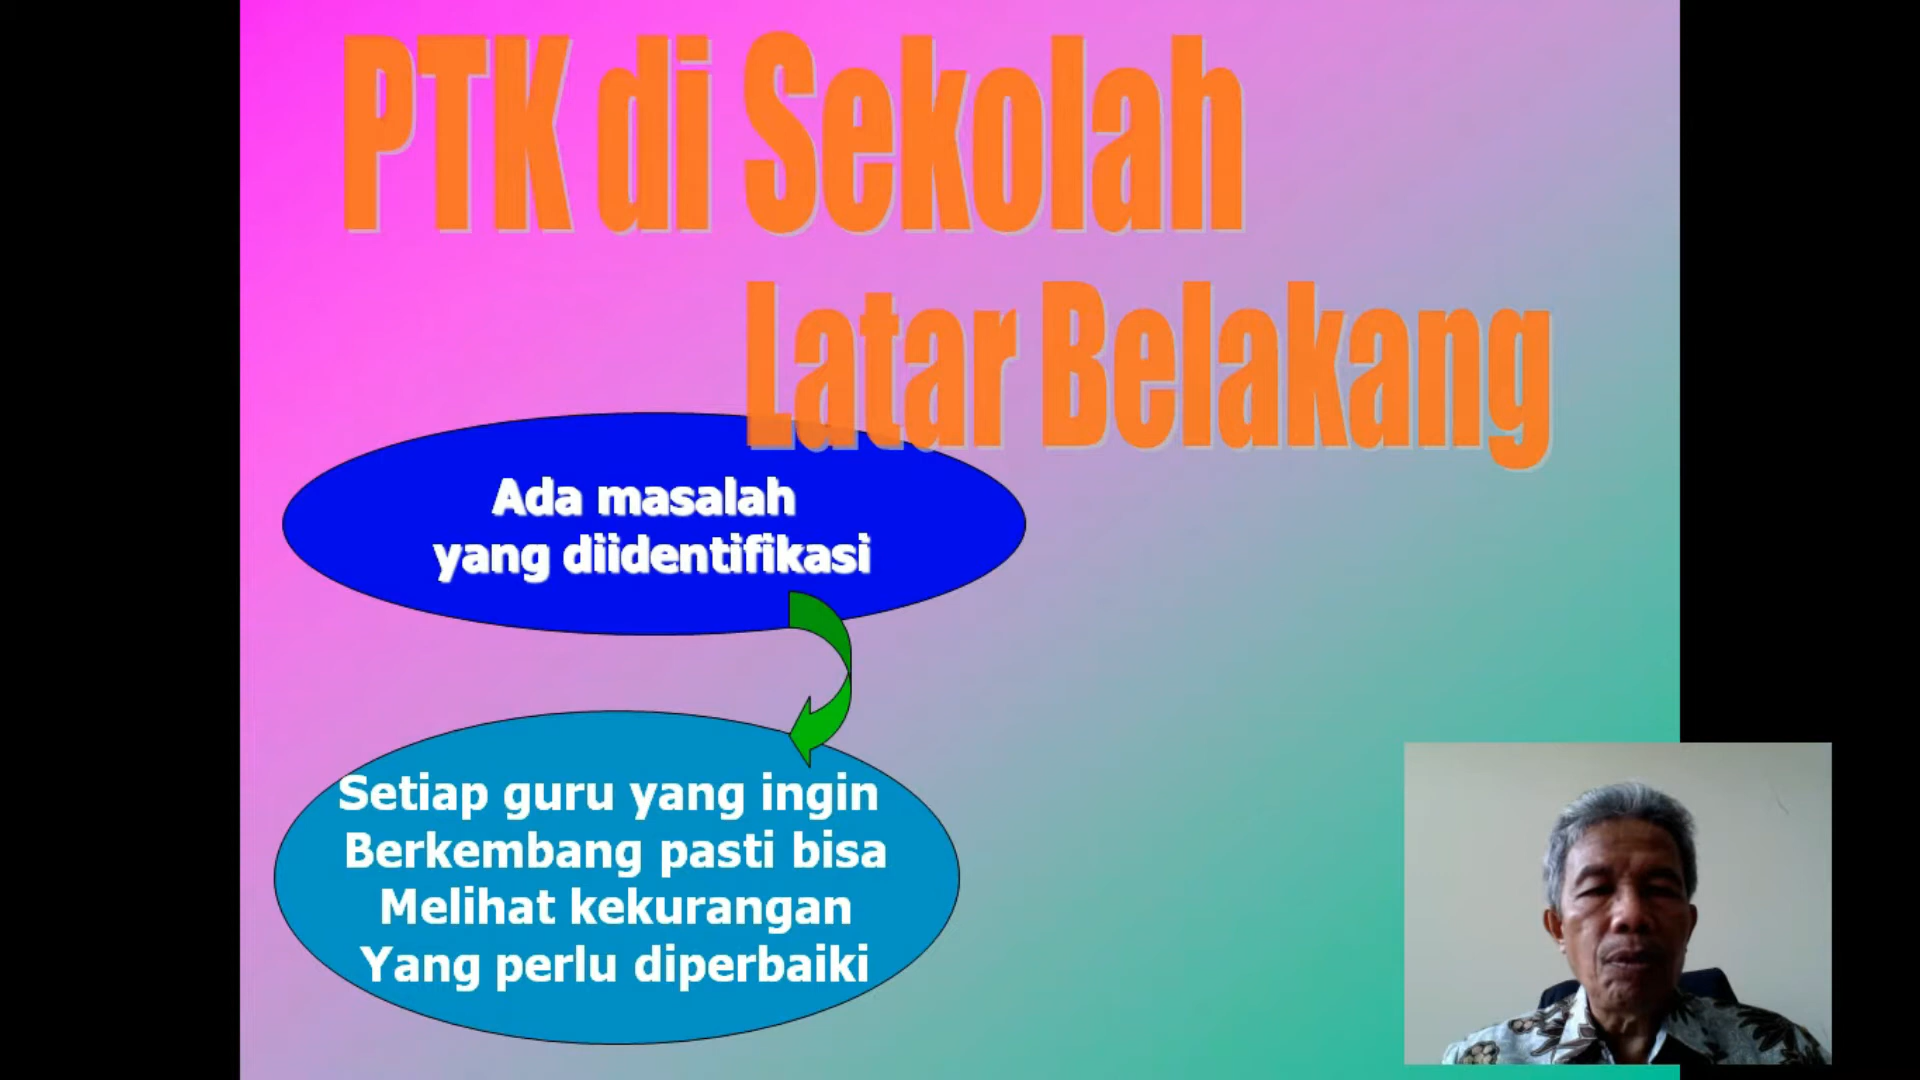 PTK di Sekolah
Latar Belakang
Ada masalah
yang diidentifikasi
Setiap guru yang ingin
Berkembang pasti bisa
Melihat kekurangan
Yang perlu diperbaiki